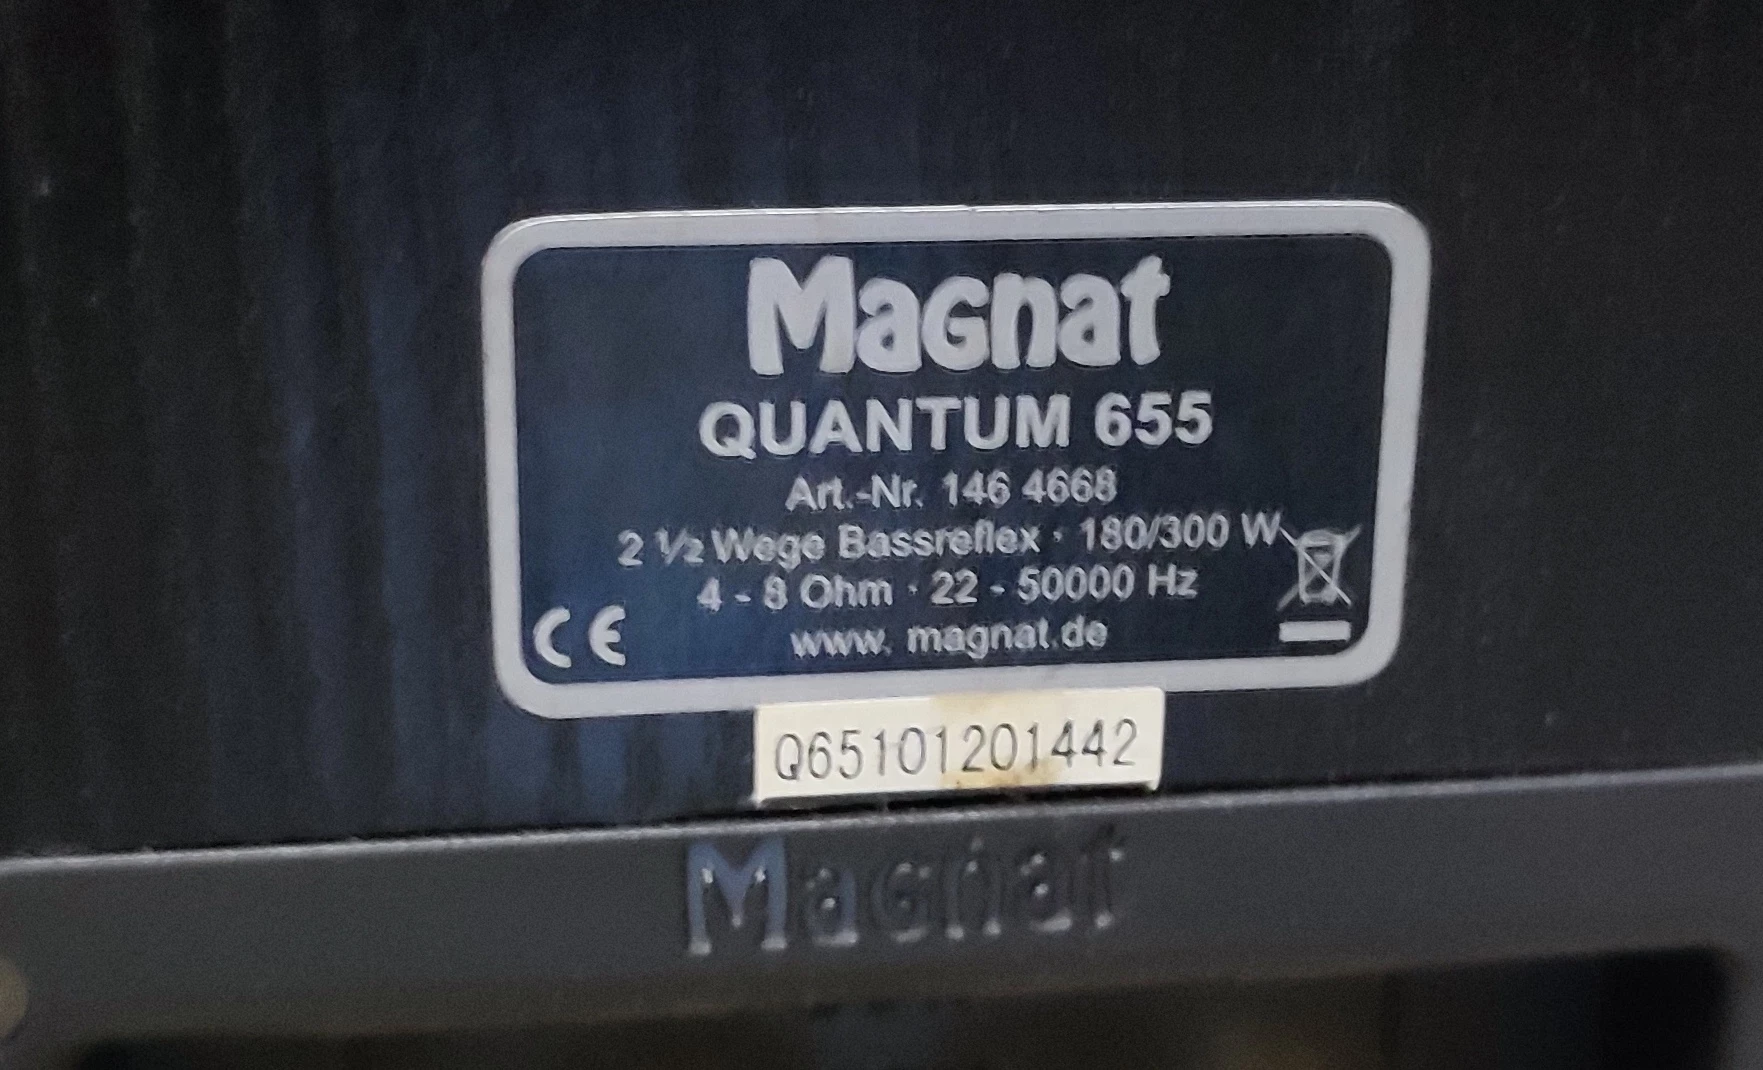 Magnat
QUANTUM 655
Art.-Nr. 146 4668
2 ½ Wege Bassreflex · 180/300 W
4 - 8 Ohm · 22 - 50000 Hz
www. magnat.de
CE
Q65101201442
Magnat